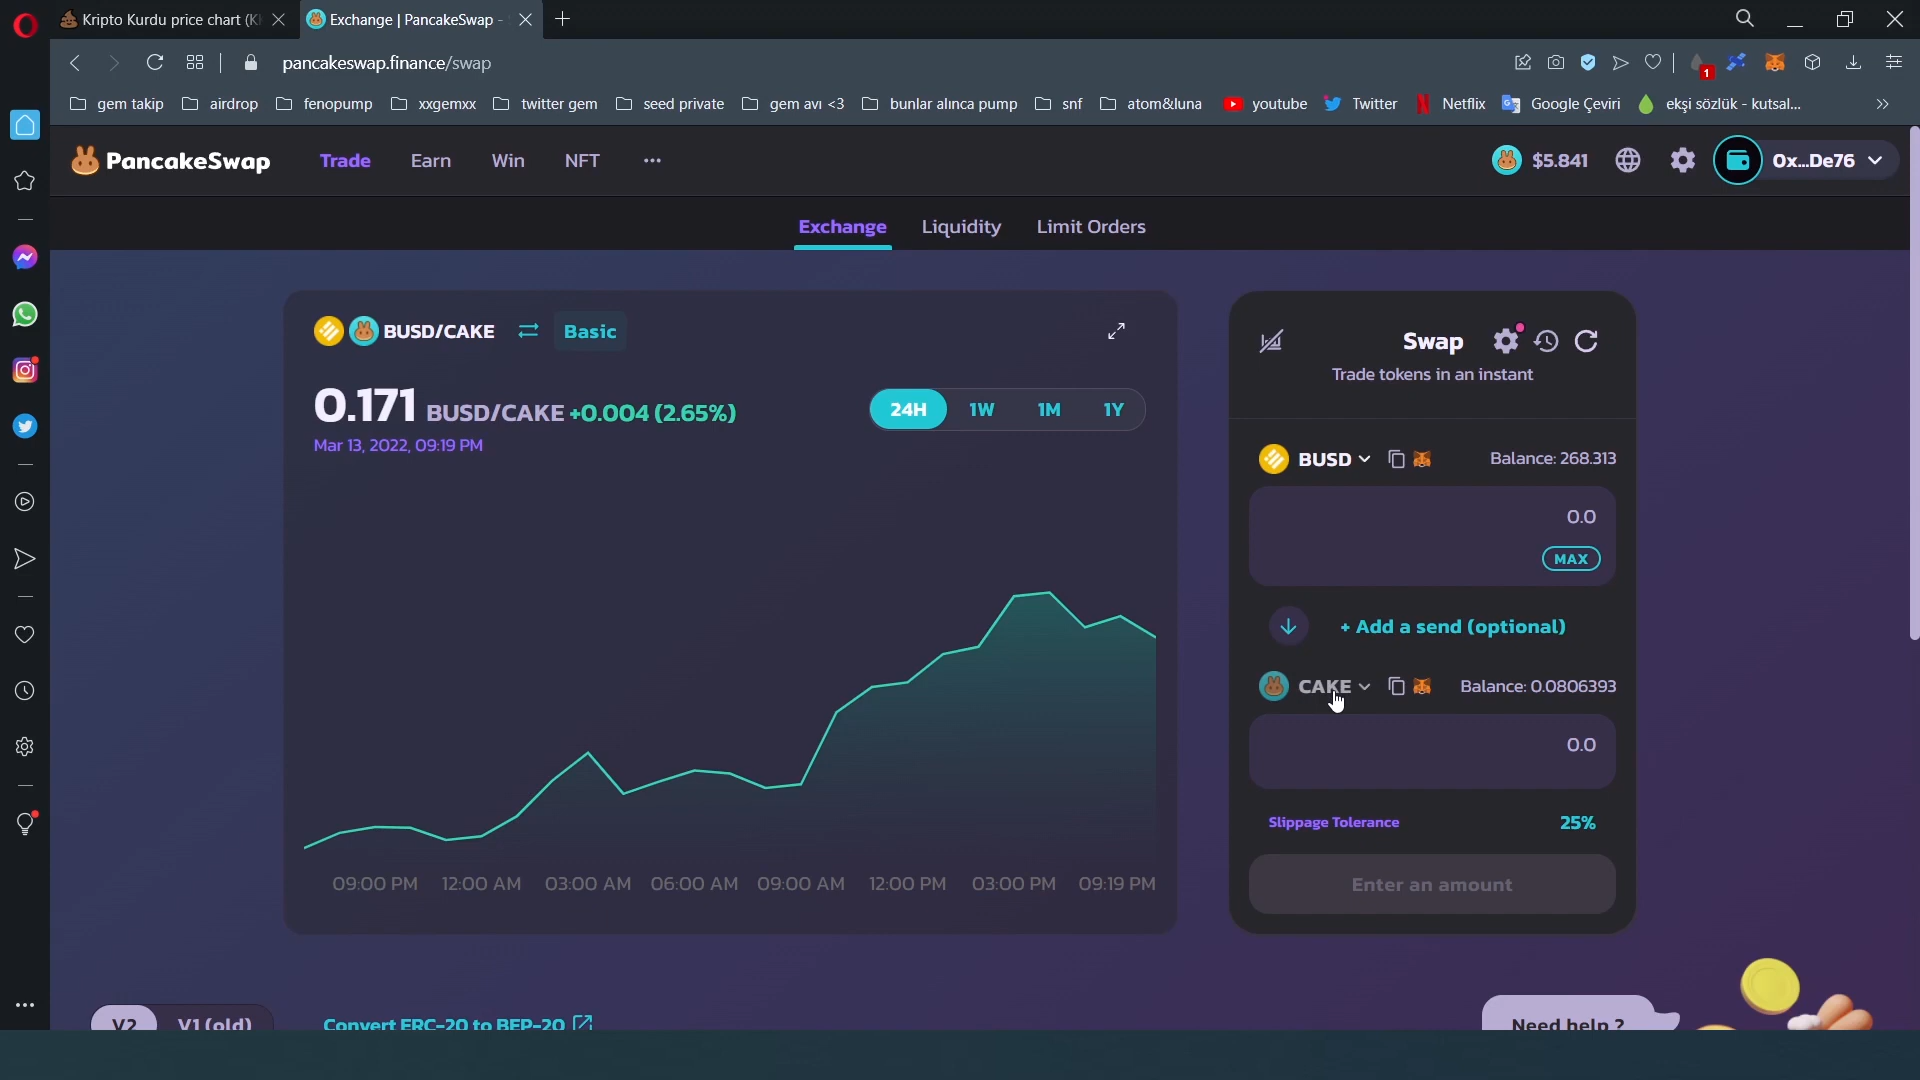 Kripto Kurdu price chart (K
Exchange | PancakeSwap -
pancakeswap.finance/swap
1
gem takip
airdrop
fenopump
xxgemxx
twitter gem
seed private
gem avı <3
bunlar alınca pump
snf
atom&luna
youtube
Twitter
Netflix
Google Çeviri
ekşi sözlük - kutsal...
PancakeSwap
Trade
Earn
Win
NFT
$5.841
0x...De76
Exchange
Liquidity
Limit Orders
BUSD/CAKE
Basic
0.171 BUSD/CAKE +0.004 (2.65%)
Mar 13, 2022, 09:19 PM
24H
1W
1M
1Y
09:00 PM
12:00 AM
03:00 AM
06:00 AM
09:00 AM
12:00 PM
03:00 PM
09:19 PM
Swap
Trade tokens in an instant
BUSD
Balance: 268.313
0.0
MAX
+ Add a send (optional)
CAKE
Balance: 0.0806393
0.0
Slippage Tolerance
25%
Enter an amount
V2
V1 (old)
Convert ERC-20 to BEP-20
Need help ?